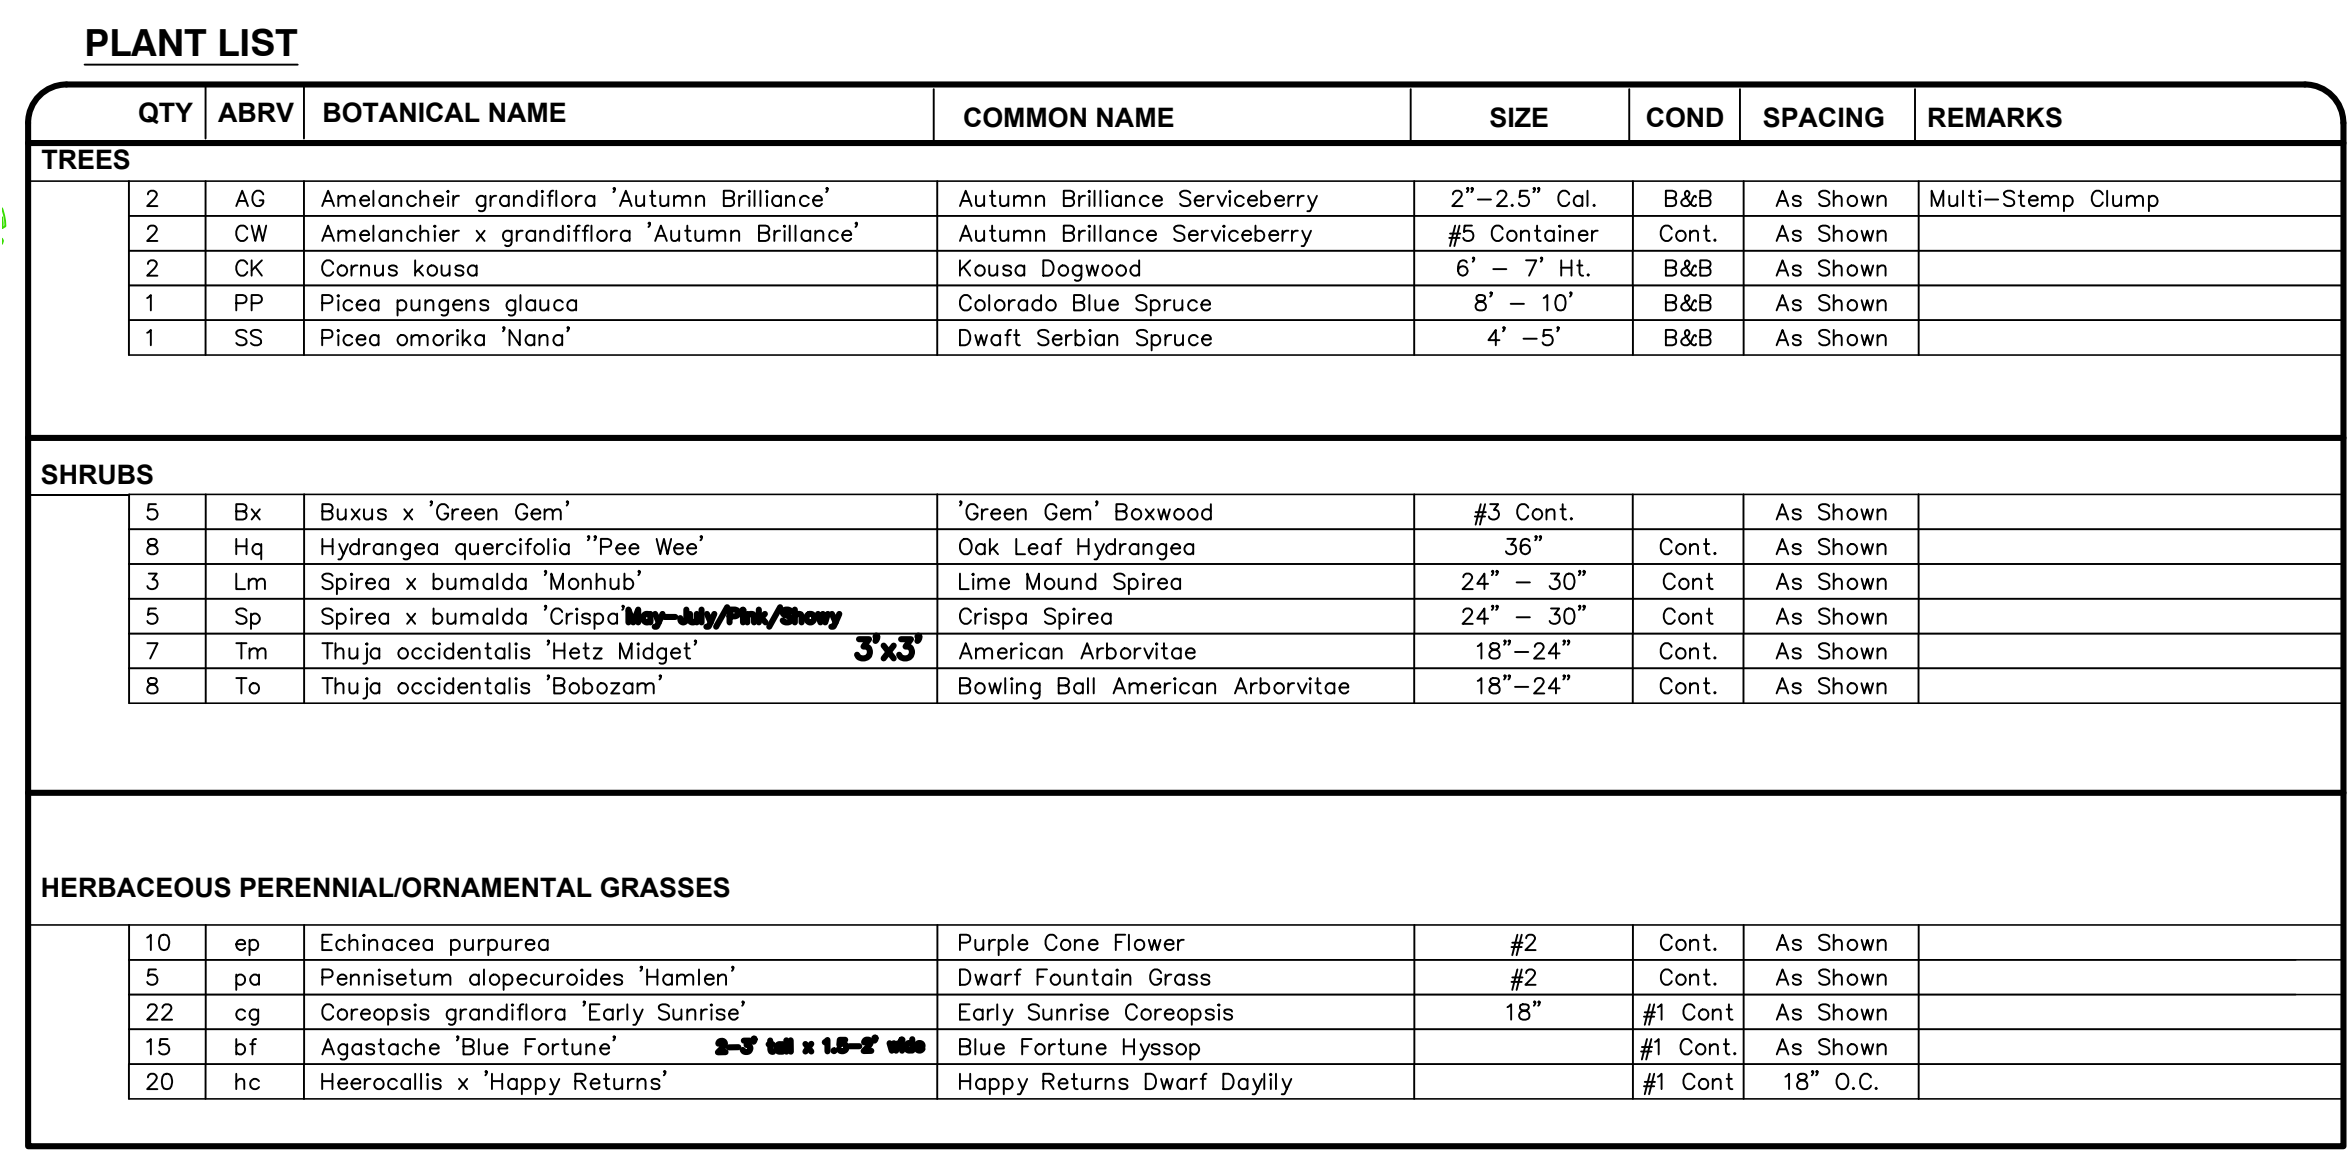 PLANT LIST
QTY ABRV BOTANICAL NAME COMMON NAME SIZE COND SPACING REMARKS
TREES
2 AG Amelancheir grandiflora 'Autumn Brilliance' Autumn Brilliance Serviceberry 2"-2.5" Cal. B&B As Shown Multi-Stemp Clump
2 CW Amelanchier x grandifflora 'Autumn Brillance' Autumn Brillance Serviceberry #5 Container Cont. As Shown
2 CK Cornus kousa Kousa Dogwood 6' - 7' Ht. B&B As Shown
1 PP Picea pungens glauca Colorado Blue Spruce 8' - 10' B&B As Shown
1 SS Picea omorika 'Nana' Dwaft Serbian Spruce 4' -5' B&B As Shown
SHRUBS
5 Bx Buxus x 'Green Gem' 'Green Gem' Boxwood #3 Cont. As Shown
8 Hq Hydrangea quercifolia ''Pee Wee' Oak Leaf Hydrangea 36" Cont. As Shown
3 Lm Spirea x bumalda 'Monhub' Lime Mound Spirea 24" - 30" Cont As Shown
5 Sp Spirea x bumalda 'Crispa' May-July/Pink/Showy Crispa Spirea 24" - 30" Cont As Shown
7 Tm Thuja occidentalis 'Hetz Midget' 3'x3' American Arborvitae 18"-24" Cont. As Shown
8 To Thuja occidentalis 'Bobozam' Bowling Ball American Arborvitae 18"-24" Cont. As Shown
HERBACEOUS PERENNIAL/ORNAMENTAL GRASSES
10 ep Echinacea purpurea Purple Cone Flower #2 Cont. As Shown
5 pa Pennisetum alopecuroides 'Hamlen' Dwarf Fountain Grass #2 Cont. As Shown
22 cg Coreopsis grandiflora 'Early Sunrise' Early Sunrise Coreopsis 18" #1 Cont As Shown
15 bf Agastache 'Blue Fortune' 2-3' tall x 1.5-2' wide Blue Fortune Hyssop #1 Cont. As Shown
20 hc Heerocallis x 'Happy Returns' Happy Returns Dwarf Daylily #1 Cont 18" O.C.